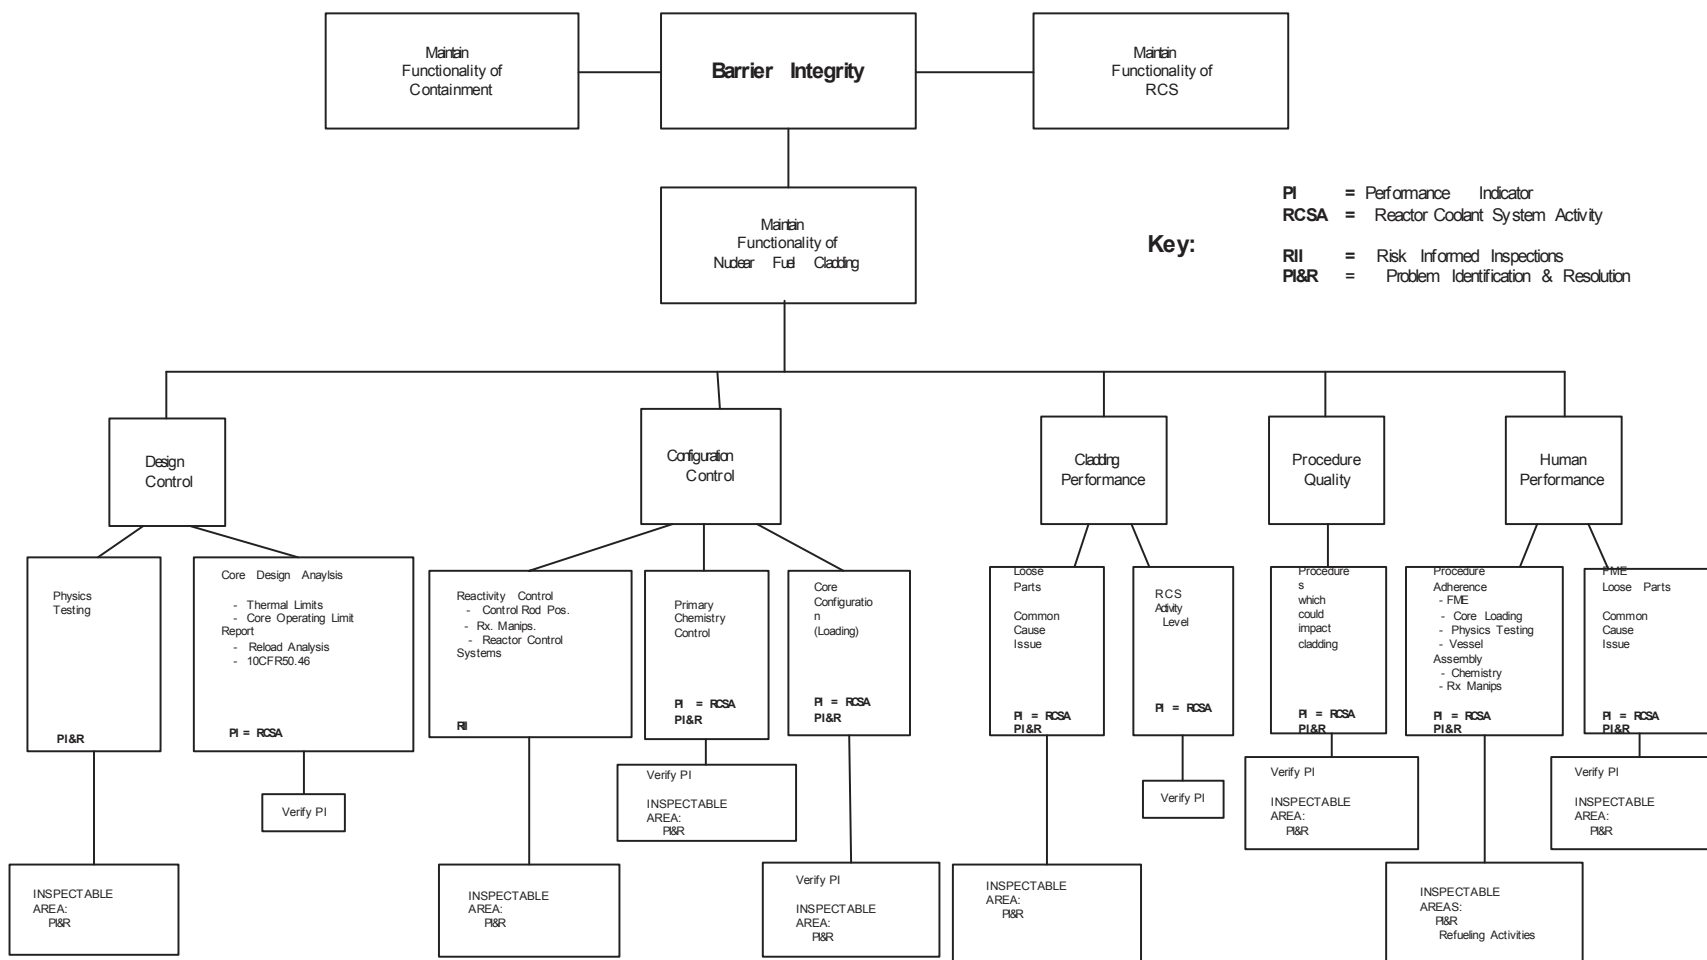 Maintain
Functionality of
Containment
Barrier Integrity
Maintain
Functionality of
RCS
Maintain
Functionality of
Nuclear Fuel Cladding
Key:
PI = Performance Indicator
RCSA = Reactor Coolant System Activity
RII = Risk Informed Inspections
PI&R = Problem Identification & Resolution
Design
Control
Configuration
Control
Cladding
Performance
Procedure
Quality
Human
Performance
Physics
Testing
PI&R
Core Design Anaylsis
- Thermal Limits
- Core Operating Limit
Report
- Reload Analysis
- 10CFR50.46
PI = RCSA
Reactivity Control
- Control Rod Pos.
- Rx. Manips.
- Reactor Control
Systems
RII
Primary
Chemistry
Control
PI = RCSA
PI&R
Core
Configuratio
n
(Loading)
PI = RCSA
PI&R
Loose
Parts
Common
Cause
Issue
PI = RCSA
PI&R
RCS
Activity
Level
PI = RCSA
Procedure
s
which
could
impact
cladding
PI = RCSA
PI&R
Procedure
Adherence
- FME
- Core Loading
- Physics Testing
- Vessel
Assembly
- Chemistry
- Rx Manips
PI = RCSA
PI&R
FME
Loose Parts
Common
Cause
Issue
PI = RCSA
PI&R
INSPECTABLE
AREA:
PI&R
Verify PI
INSPECTABLE
AREA:
PI&R
Verify PI
INSPECTABLE
AREA:
PI&R
Verify PI
INSPECTABLE
AREA:
PI&R
INSPECTABLE
AREA:
PI&R
Verify PI
Verify PI
INSPECTABLE
AREA:
PI&R
INSPECTABLE
AREAS:
PI&R
Refueling Activities
Verify PI
INSPECTABLE
AREA:
PI&R